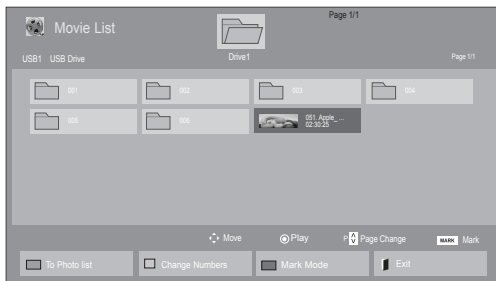 Page 1/1
Movie List
Drive1
USB1 USB Drive
Page 1/1
001
002
003
004
005
006
051. Apple_ ...
02:30:25
Move
Play
P Page Change
MARK Mark
To Photo list
Change Numbers
Mark Mode
Exit